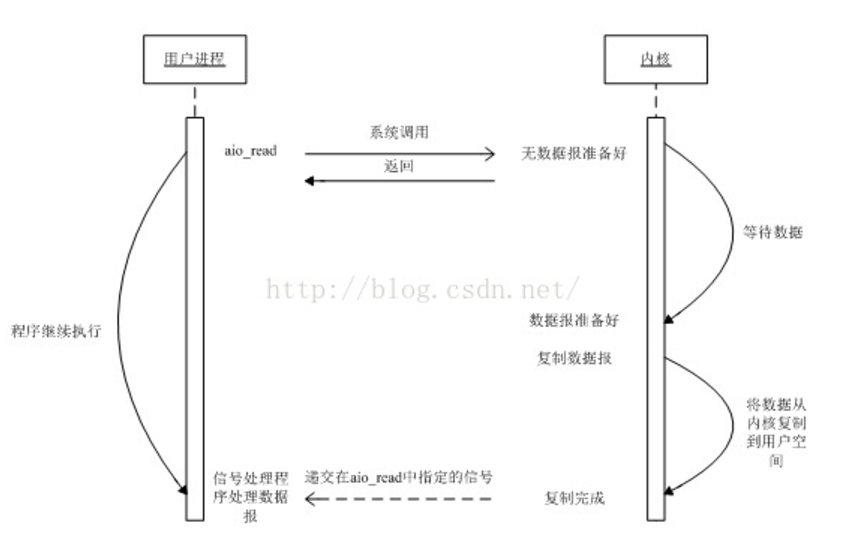 用户进程
内核
系统调用
aio_read
无数据报准备好
返回
等待数据
http://blog.csdn.net/
数据报准备好
程序继续执行
复制数据报
将数据从
内核复制
到用户空
间
信号处理程
序处理数据
报
递交在aio_read中指定的信号
复制完成